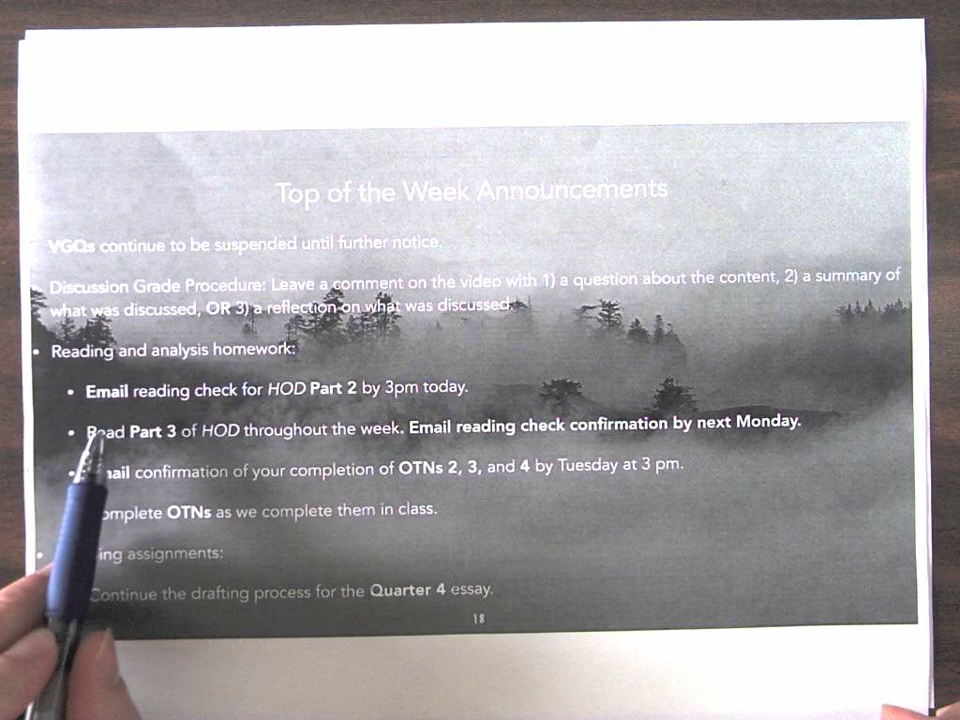 Top of the Week Announcements
VGQs continue to be suspended until further notice.
Discussion Grade Procedure: Leave a comment on the video with 1) a question about the content, 2) a summary of
what was discussed, OR 3) a reflection on what was discussed.
• Reading and analysis homework:
• Email reading check for HOD Part 2 by 3pm today.
• Read Part 3 of HOD throughout the week. Email reading check confirmation by next Monday.
• confirmation of your completion of OTNs 2, 3, and 4 by Tuesday at 3 pm.
OTNs as we complete them in class.
• assignments:
Continue the drafting process for the Quarter 4 essay.
18